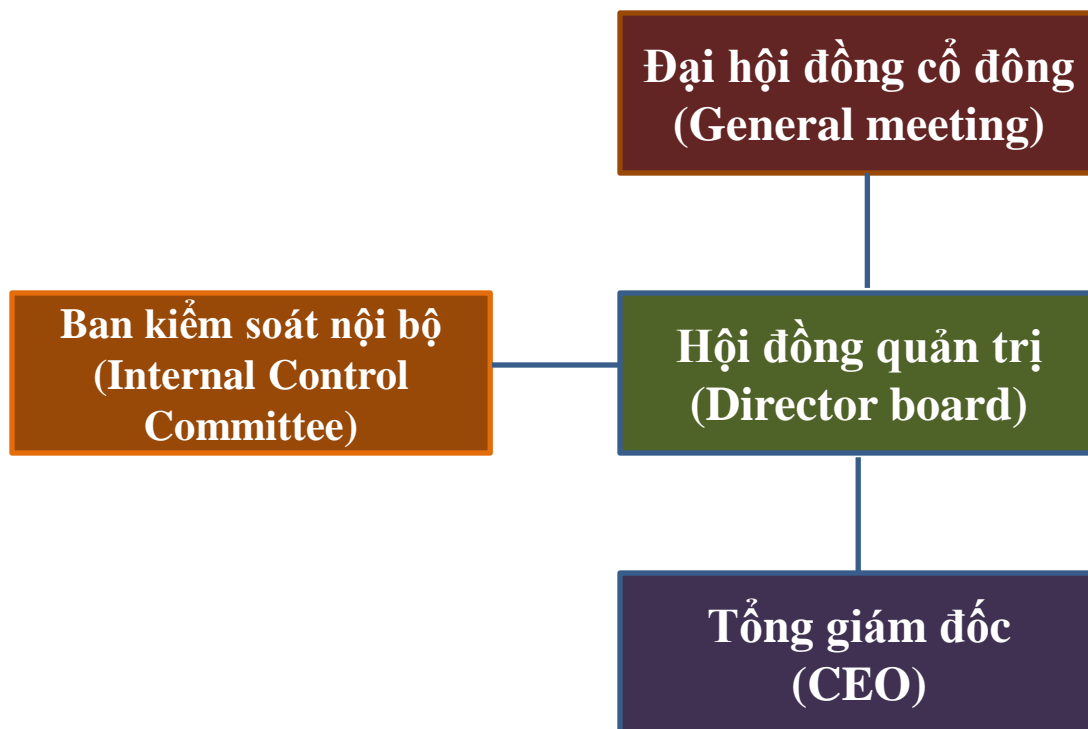 Đại hội đồng cổ đông
(General meeting)
Ban kiểm soát nội bộ
(Internal Control
Committee)
Hội đồng quản trị
(Director board)
Tổng giám đốc
(CEO)